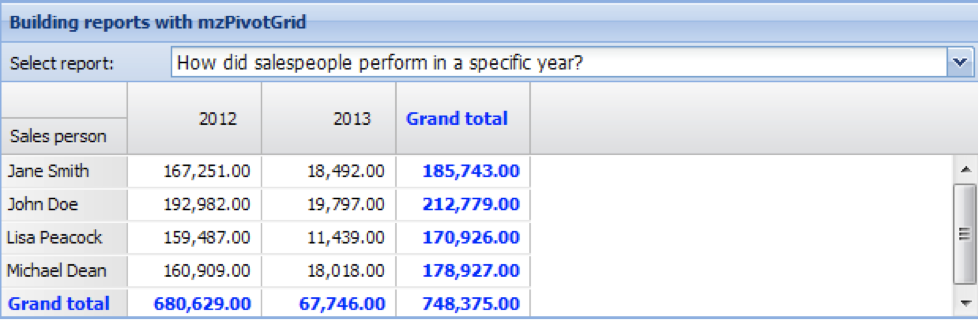 Building reports with mzPivotGrid
Select report: How did salespeople perform in a specific year?
2012 2013 Grand total
Sales person
Jane Smith 167,251.00 18,492.00 185,743.00
John Doe 192,982.00 19,797.00 212,779.00
Lisa Peacock 159,487.00 11,439.00 170,926.00
Michael Dean 160,909.00 18,018.00 178,927.00
Grand total 680,629.00 67,746.00 748,375.00